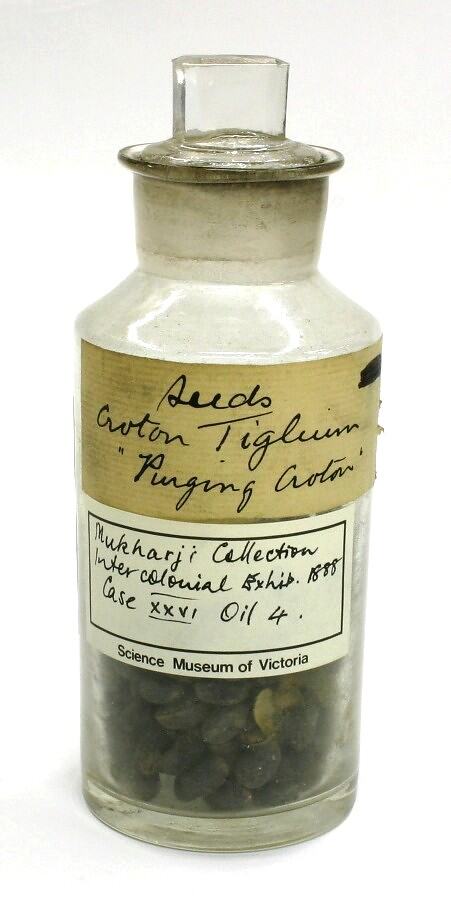 Seeds
Croton Tiglium
"Purging Croton"
Mukharji Collection
Intercolonial Exhib. 1888
Case XXVI Oil 4.
Science Museum of Victoria